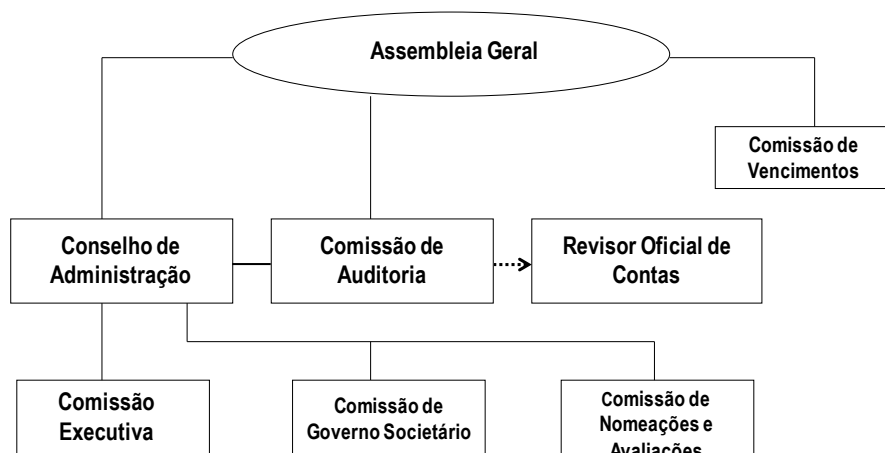 Assembleia Geral
Comissão de
Vencimentos
Conselho de
Administração
Comissão de
Auditoria
Revisor Oficial de
Contas
Comissão
Executiva
Comissão de
Governo Societário
Comissão de
Nomeações e
Avaliações